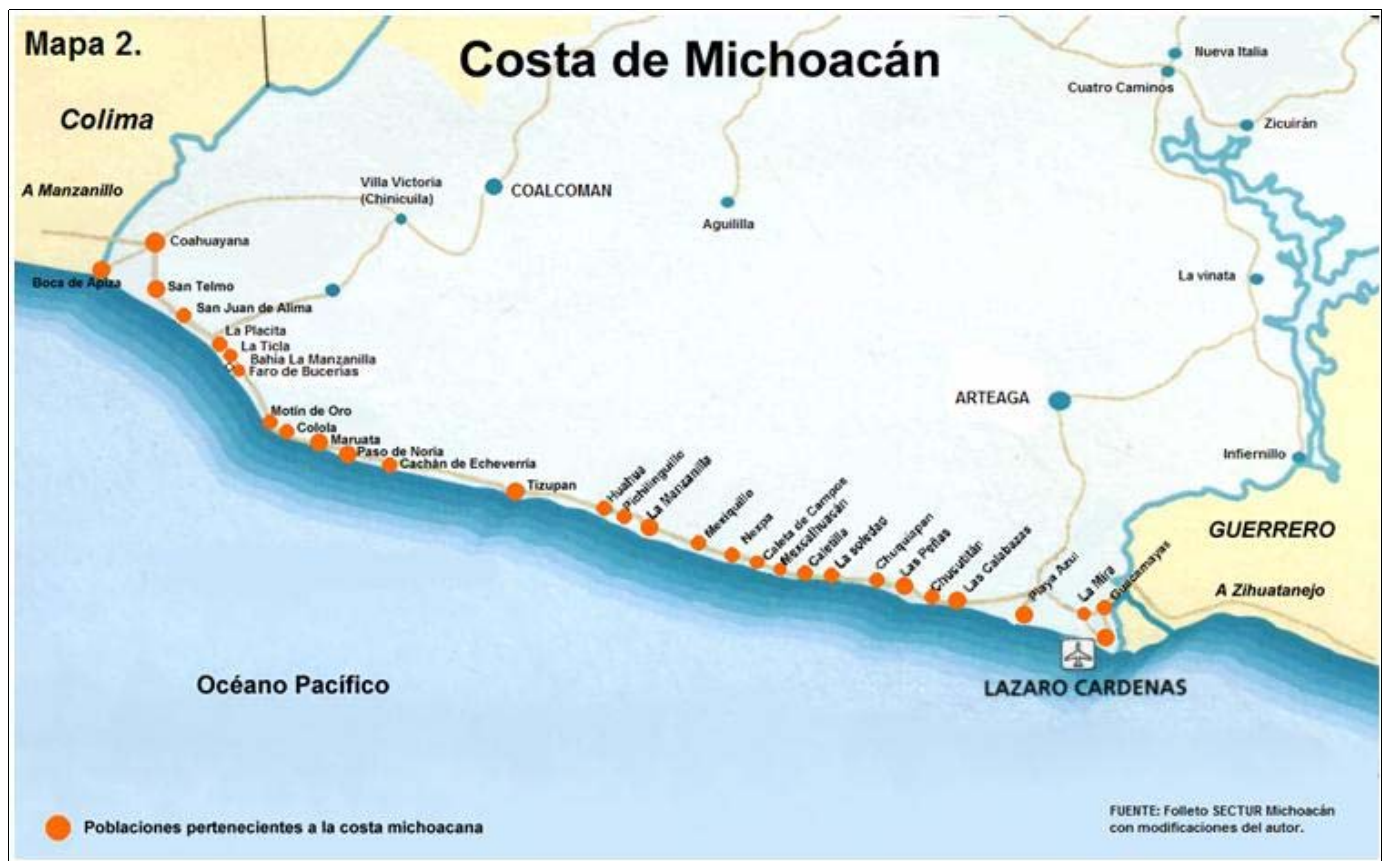 Mapa 2.
Costa de Michoacán
Nueva Italia
Cuatro Caminos
Colima
Zicuirán
A Manzanillo
Villa Victoria
(Chinicuila)
COALCOMAN
Aguililla
Coahuayana
Boca de Apiza
San Telmo
La vinata
San Juan de Alima
La Placita
La Ticla
Bahia La Manzanilla
Faro de Bucerias
ARTEAGA
Motín de Oro
Colola
Maruata
Paso de Noria
Cachán de Echeverría
Infiernillo
Tizupan
Huahua
Pichilinguillo
La Manzanilla
Mexiquillo
Nexpa
Caleta de Campos
Mexcalhuacán
Caletilla
La soledad
Chuquiapan
Las Peñas
Chucutitán
Las Calabazas
Playa Azul
La Mira
Guacamayas
GUERRERO
A Zihuatanejo
Océano Pacífico
LAZARO CARDENAS
Poblaciones pertenecientes a la costa michoacana
FUENTE: Folleto SECTUR Michoacán
con modificaciones del autor.